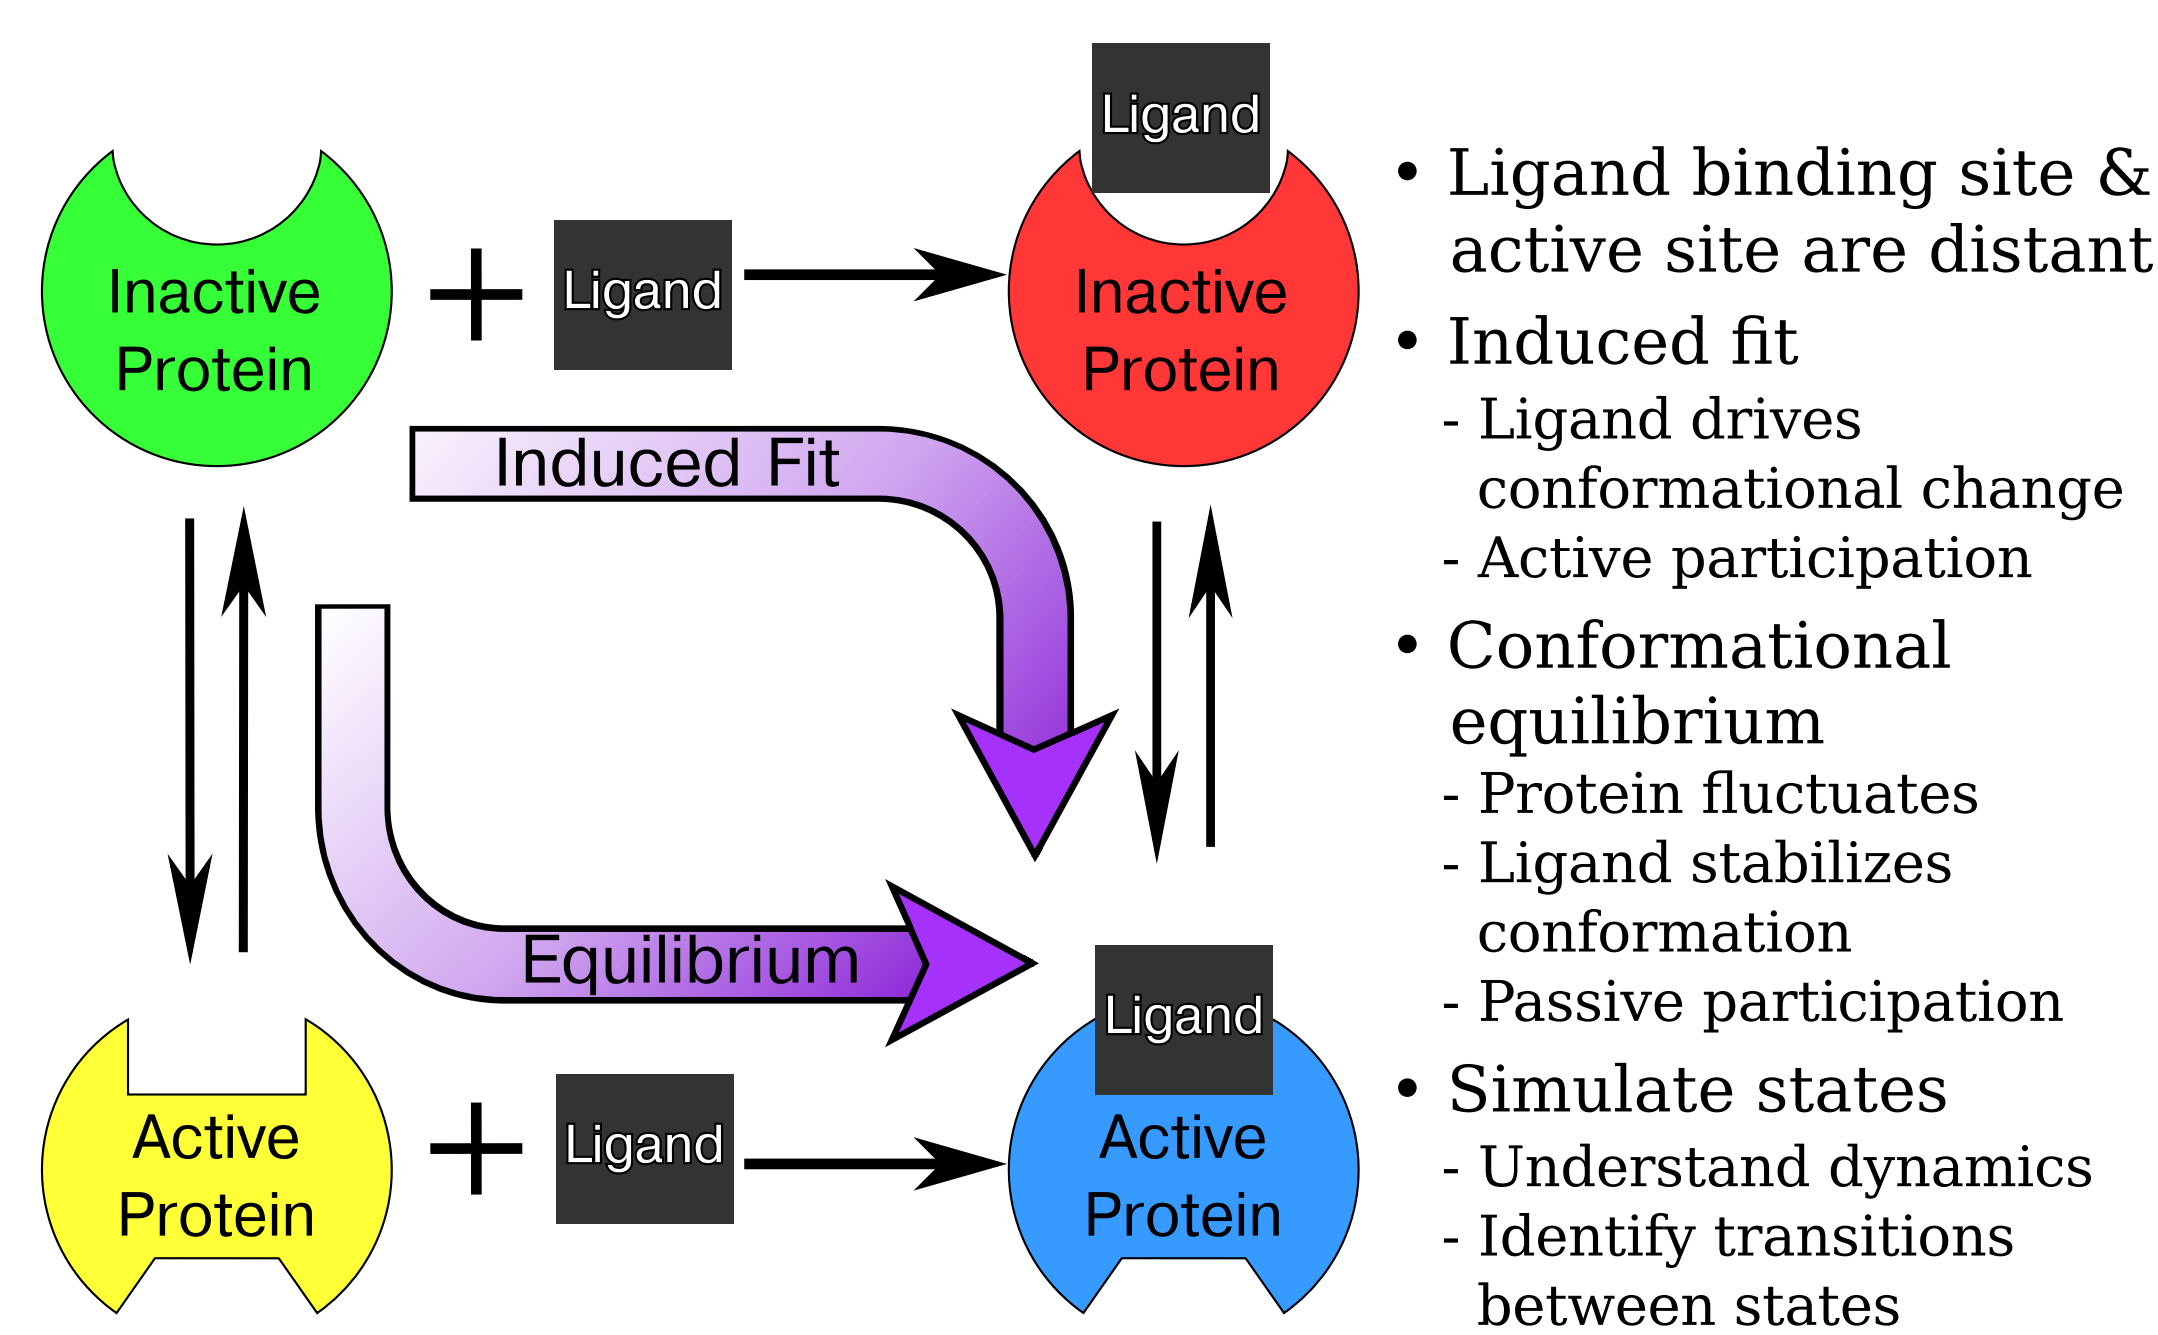 Ligand
Inactive
Protein
Ligand
Inactive
Protein
Induced Fit
Equilibrium
Active
Protein
Ligand
Ligand
Active
Protein
• Ligand binding site &
active site are distant
• Induced fit
- Ligand drives
conformational change
- Active participation
• Conformational
equilibrium
- Protein fluctuates
- Ligand stabilizes
conformation
- Passive participation
• Simulate states
- Understand dynamics
- Identify transitions
between states